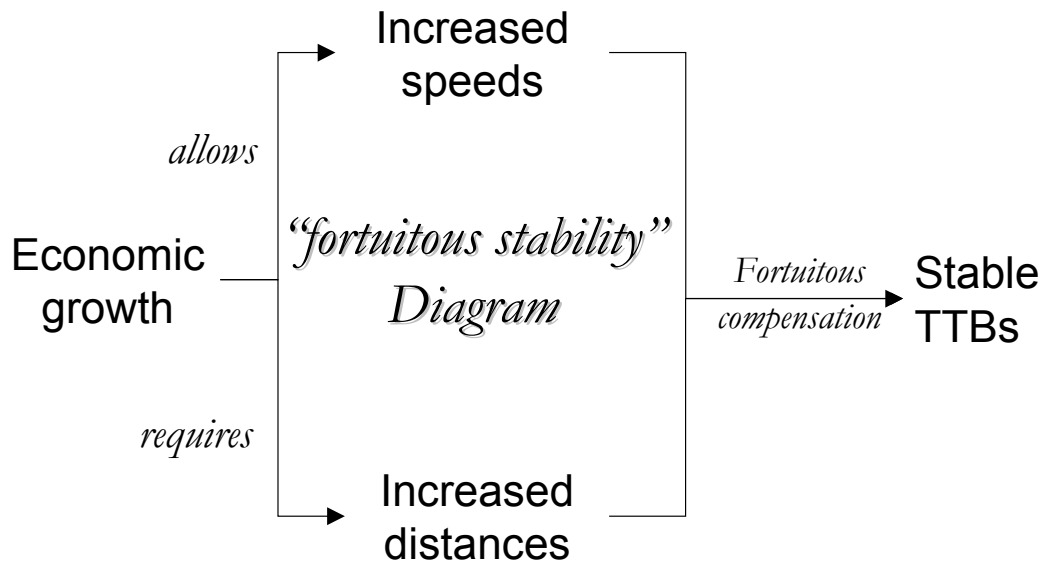 Increased
speeds
allows
“fortuitous stability”
Diagram
Economic
growth
Fortuitous
compensation
Stable
TTBs
requires
Increased
distances